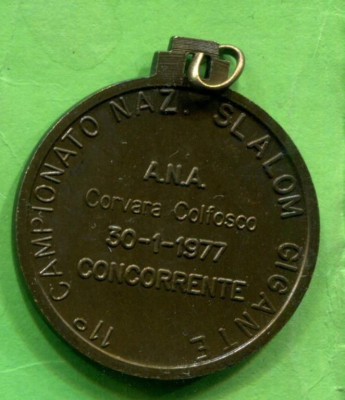 11° CAMPIONATO NAZ. SLALOM GIGANTE
A.N.A.
Corvara Colfosco
30-1-1977
CONCORRENTE